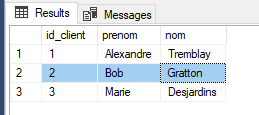 Results Messages
id_client prenom nom
1 1 Alexandre Tremblay
2 2 Bob Gratton
3 3 Marie Desjardins